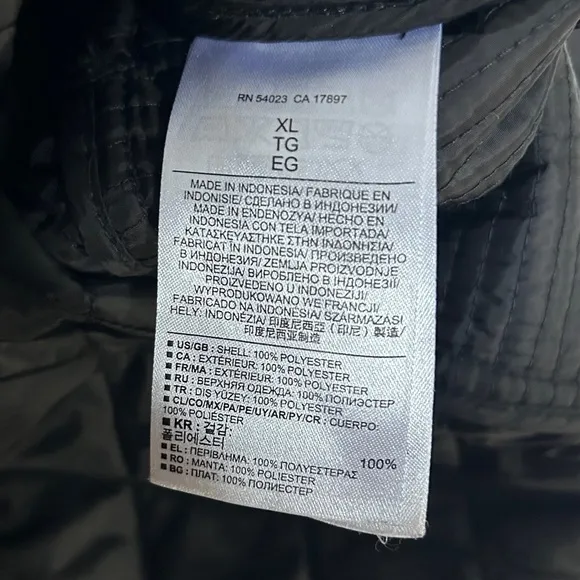 RN 54023 CA 17897
XL
TG
EG
MADE IN INDONESIA/ FABRIQUE EN
INDONISIE/ СДЕЛАНО В ИНДОНЕЗИИ/
MADE IN ENDENOZYA/ HECHO EN
INDONESIA CON TELA IMPORTADA/
ΚΑΤΑΣΚΕΥΑΣΤΗΚΕ ΣΤΗΝ ΙΝΔΟΝΗΣΙΑ/
FABRICAT IN INDONESIA/ ПРОИЗВЕДЕНО
В ИНДОНЕЗИЯ/ ZEMLJA PROIZVODNJE
INDONEZIJA/ ВИРОБЛЕНО В ІНДОНЕЗІЇ/
PROIZVEDENO U INDONEZIJI/
WYPRODUKOWANO WE FRANCJI/
FABRICADO NA INDONESIA/ SZÁRMAZÁSI
HELY: INDONÉZIA/ 印度尼西亞 (印尼) 製造/
印度尼西亚制造
■ US/GB : SHELL: 100% POLYESTER
■ CA : EXTÉRIEUR: 100% POLYESTER
■ FR/MA : EXTÉRIEUR: 100% POLYESTER
■ RU : ВЕРХНЯЯ ОДЕЖДА: 100% ПОЛИЭСТЕР
■ TR : DIŞ YÜZEY: 100% POLYESTER
■ CL/CO/MX/PA/PE/UY/AR/PY/CR : CUERPO:
100% POLIÉSTER
■ KR : 겉감:
폴리에스터 100%
■ EL : ΠΕΡΙΒΛΗΜΑ: 100% ΠΟΛΥΕΣΤΕΡΑΣ
■ RO : MANTA: 100% POLIESTER
■ BG : ПЛАТ: 100% ПОЛИЕСТЕР